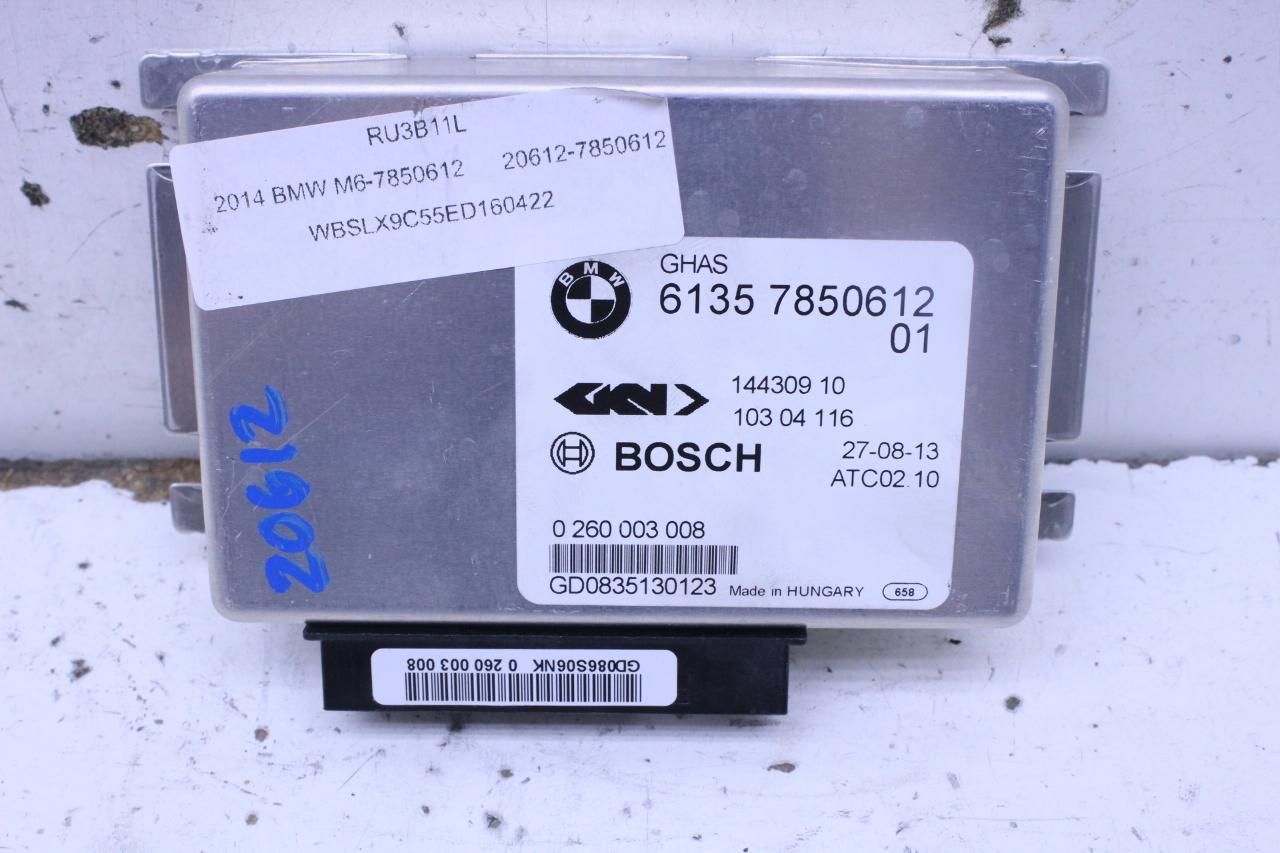 RU3B11L
2014 BMW M6-7850612 20612-7850612
WBSLX9C55ED160422
BMW
GHAS
6135 7850612
01
GKN
144309 10
103 04 116
BOSCH
27-08-13
ATC02.10
0 260 003 008
GD0835130123 Made in HUNGARY 658
20612
GD086S06NK 0 260 003 008